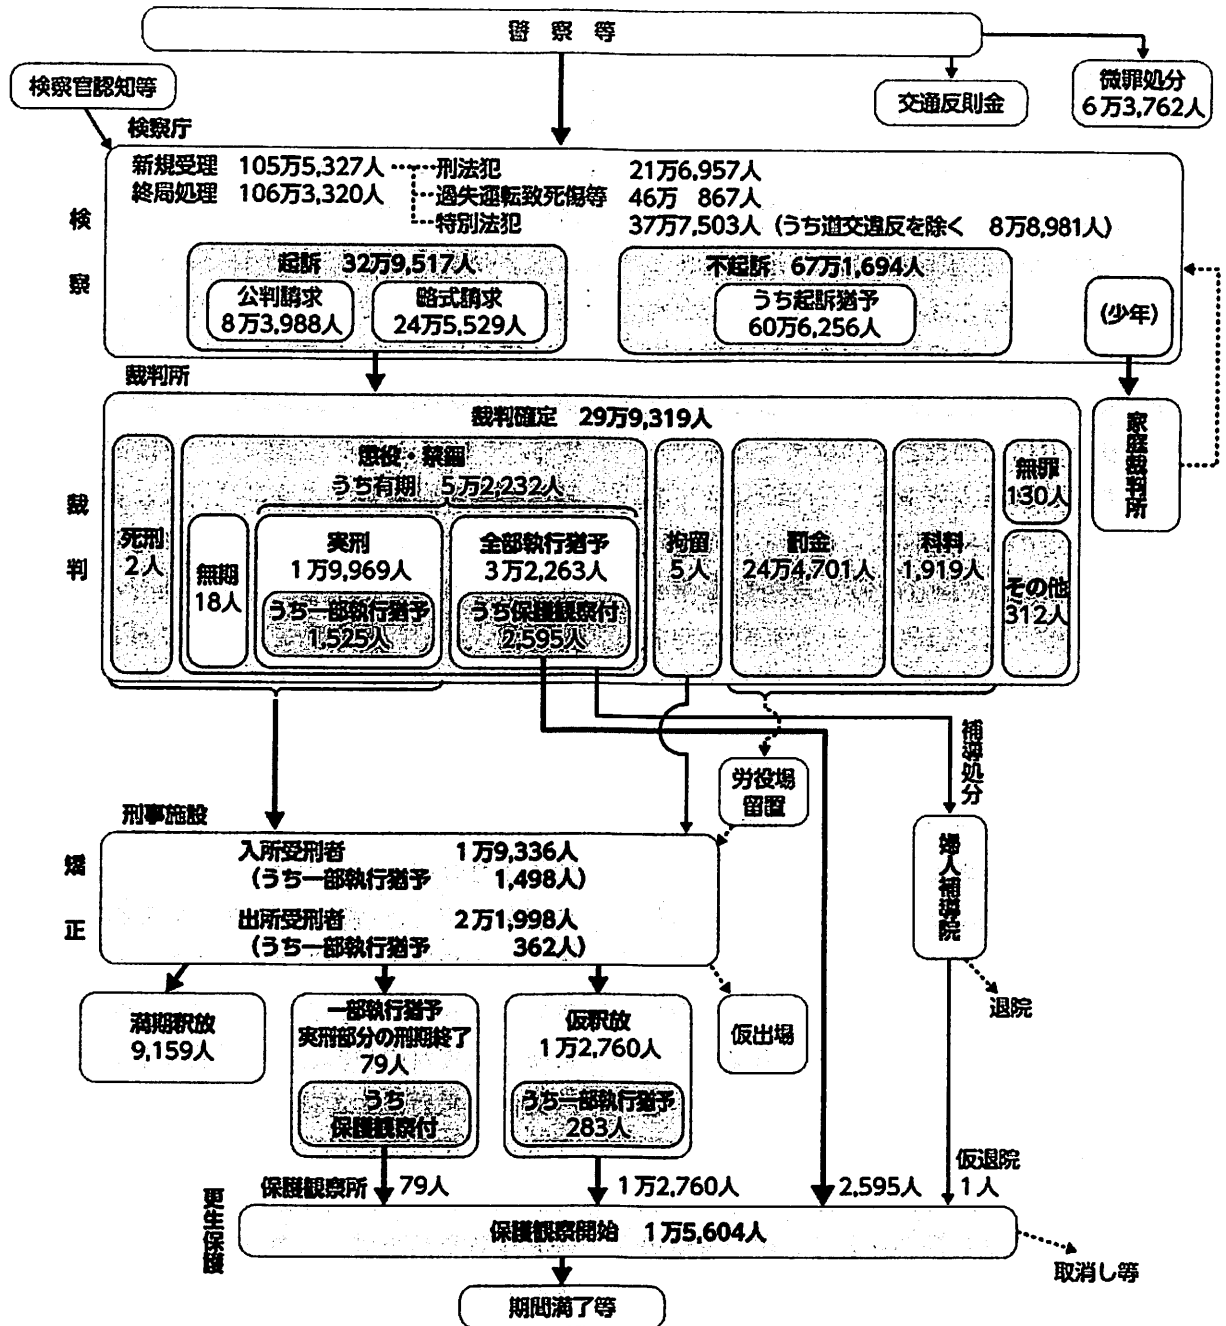 警察等
検察官認知等
交通反則金
微罪処分
6万3,762人
検察庁
検察
新規受理 105万5,327人
終局処理 106万3,320人
刑法犯 21万6,957人
過失運転致死傷等 46万 867人
特別法犯 37万7,503人（うち道交違反を除く 8万8,981人）
起訴 32万9,517人
公判請求
8万3,988人
略式請求
24万5,529人
不起訴 67万1,694人
うち起訴猶予
60万6,256人
（少年）
家庭裁判所
裁判所
裁判
裁判確定 29万9,319人
死刑
2人
懲役・禁錮
うち有期 5万2,232人
無期
18人
実刑
1万9,969人
うち一部執行猶予
1,525人
全部執行猶予
3万2,263人
うち保護観察付
2,595人
拘留
5人
罰金
24万4,701人
科料
1,919人
無罪
130人
その他
312人
労役場
留置
補導処分
婦人補導院
刑事施設
矯正
入所受刑者 1万9,336人
（うち一部執行猶予 1,498人）
出所受刑者 2万1,998人
（うち一部執行猶予 362人）
満期釈放
9,159人
一部執行猶予
実刑部分の刑期終了
79人
うち
保護観察付
仮釈放
1万2,760人
うち一部執行猶予
283人
仮出場
退院
仮退院
1人
更生保護
保護観察所
79人
1万2,760人
2,595人
保護観察開始 1万5,604人
取消し等
期間満了等